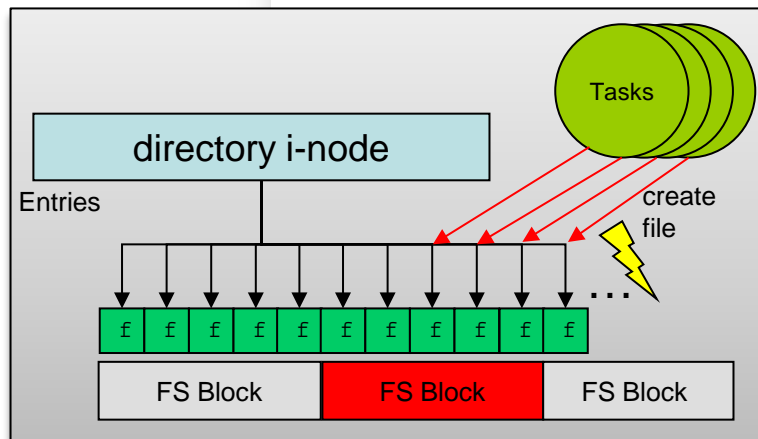 Tasks
directory i-node
Entries
create
file
...
f f f f f f f f f f f
FS Block FS Block FS Block